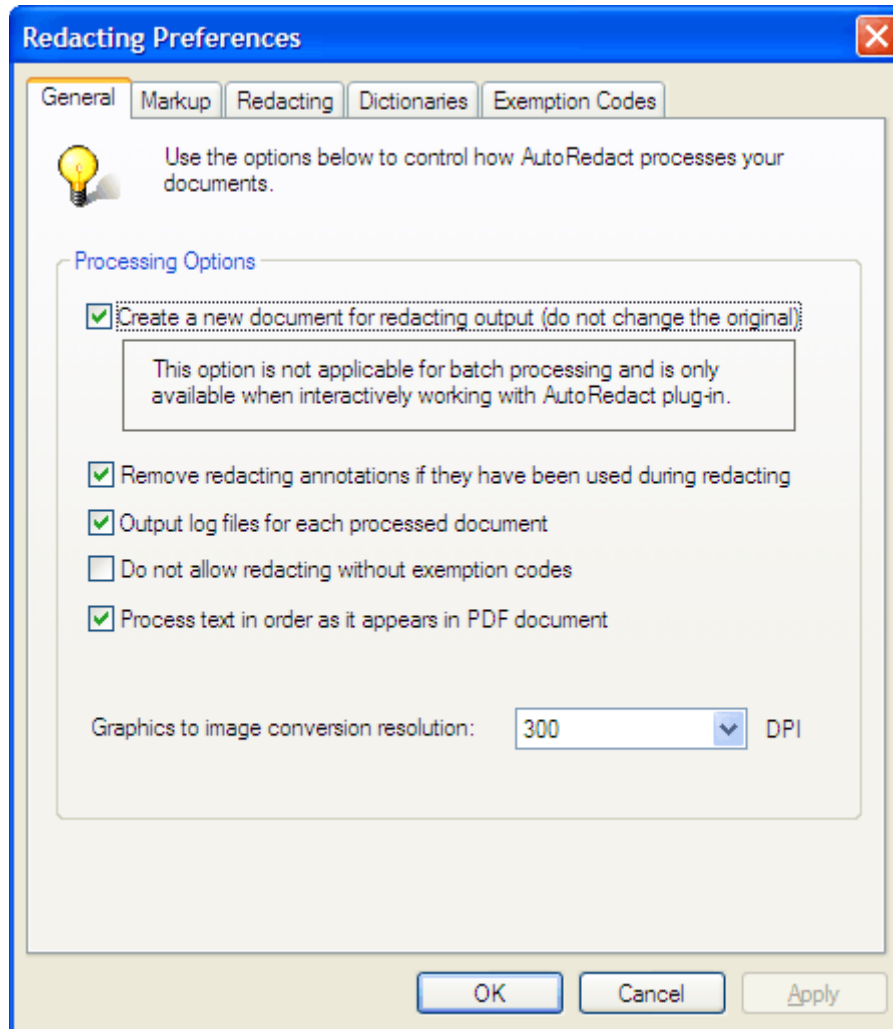 Redacting Preferences
General Markup Redacting Dictionaries Exemption Codes
Use the options below to control how AutoRedact processes your
documents.
Processing Options
Create a new document for redacting output (do not change the original)
This option is not applicable for batch processing and is only
available when interactively working with AutoRedact plug-in.
Remove redacting annotations if they have been used during redacting
Output log files for each processed document
Do not allow redacting without exemption codes
Process text in order as it appears in PDF document
Graphics to image conversion resolution: 300 DPI
OK Cancel Apply